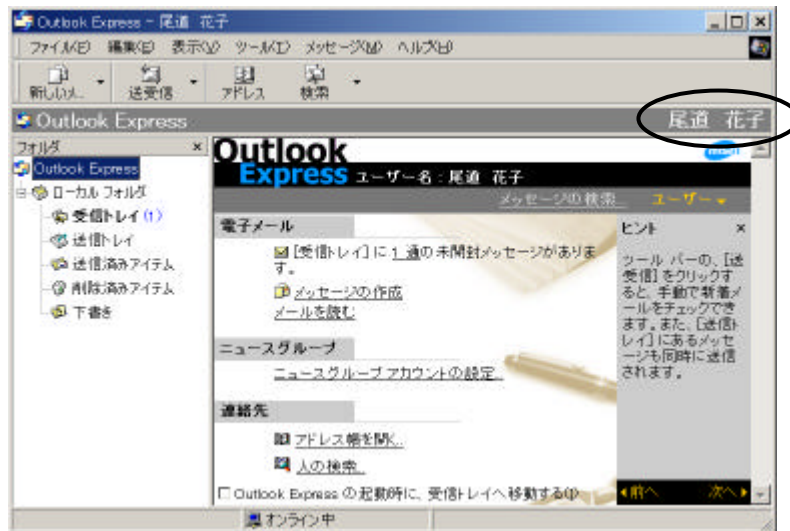 Outlook Express - 尾道 花子
ファイル(F) 編集(E) 表示(V) ツール(T) メッセージ(M) ヘルプ(H)
新しいメ... 送受信 アドレス 検索
Outlook Express 尾道 花子
フォルダ ×
Outlook Express
ローカル フォルダ
受信トレイ (1)
送信トレイ
送信済みアイテム
削除済みアイテム
下書き
Outlook
Express ユーザー名 : 尾道 花子
メッセージの検索... ユーザー
電子メール
[受信トレイ] に 1 通の未開封メッセージがありま
す。
メッセージの作成
メールを読む
ニュースグループ
ニュースグループ アカウントの設定...
連絡先
アドレス帳を開く...
人の検索...
Outlook Express の起動時に、受信トレイへ移動する(I)
ヒント ×
ツール バーの、[送
受信] をクリックす
ると、手動で新着メ
ールをチェックでき
ます。また、[送信ト
レイ] にあるメッセ
ージも同時に送信
されます。
前へ 次へ
オンライン中